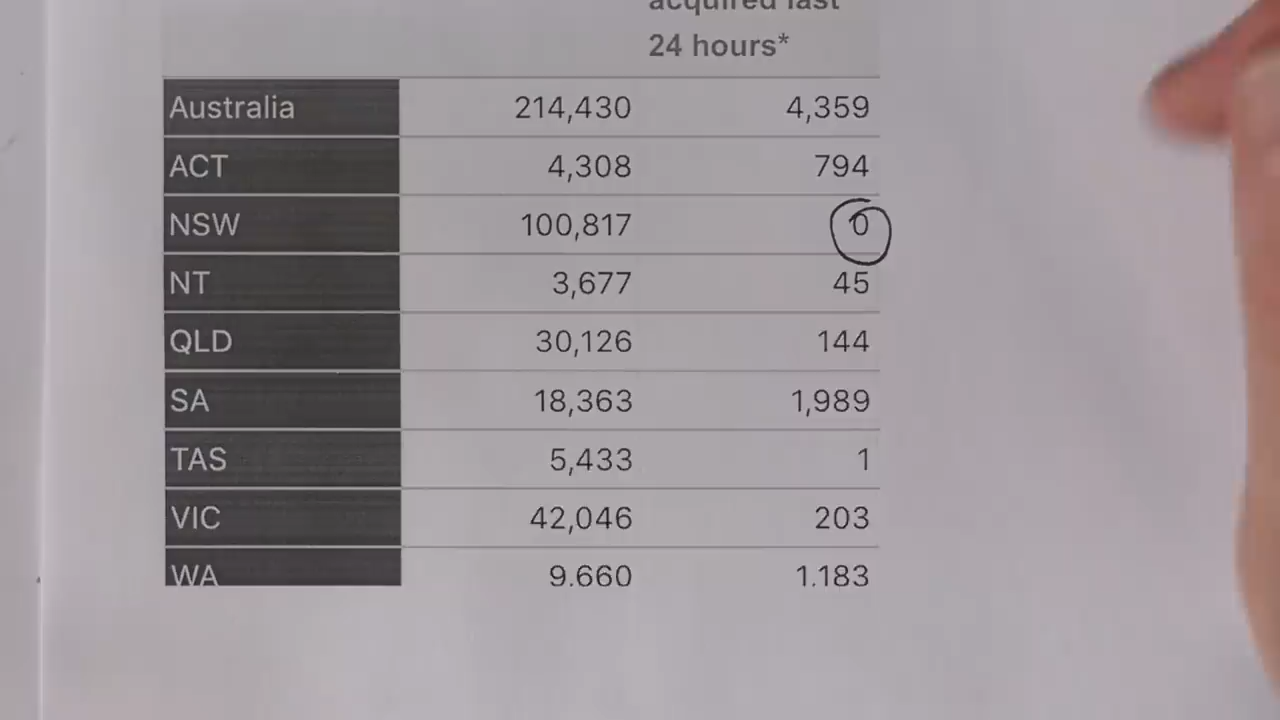 acquired last
24 hours*
Australia 214,430 4,359
ACT 4,308 794
NSW 100,817 0
NT 3,677 45
QLD 30,126 144
SA 18,363 1,989
TAS 5,433 1
VIC 42,046 203
WA 9.660 1.183